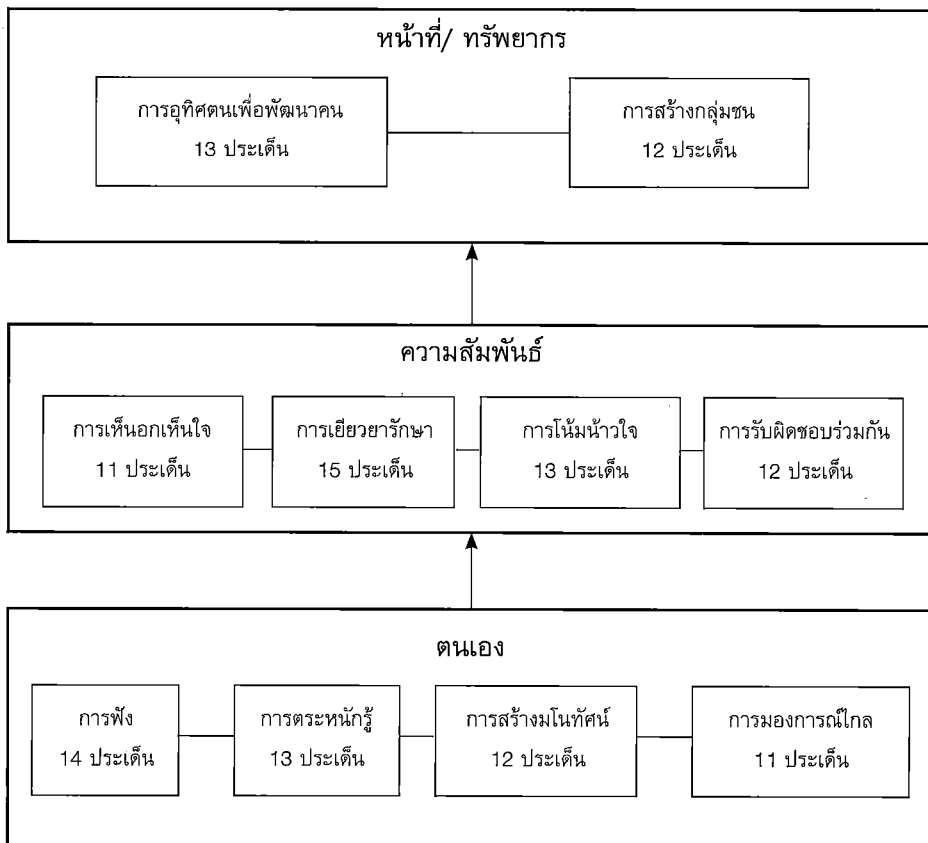 หน้าที่/ ทรัพยากร
การอุทิศตนเพื่อพัฒนาคน
13 ประเด็น
การสร้างกลุ่มชน
12 ประเด็น
ความสัมพันธ์
การเห็นอกเห็นใจ
11 ประเด็น
การเยียวยารักษา
15 ประเด็น
การโน้มน้าวใจ
13 ประเด็น
การรับผิดชอบร่วมกัน
12 ประเด็น
ตนเอง
การฟัง
14 ประเด็น
การตระหนักรู้
13 ประเด็น
การสร้างมโนทัศน์
12 ประเด็น
การมองการณ์ไกล
11 ประเด็น